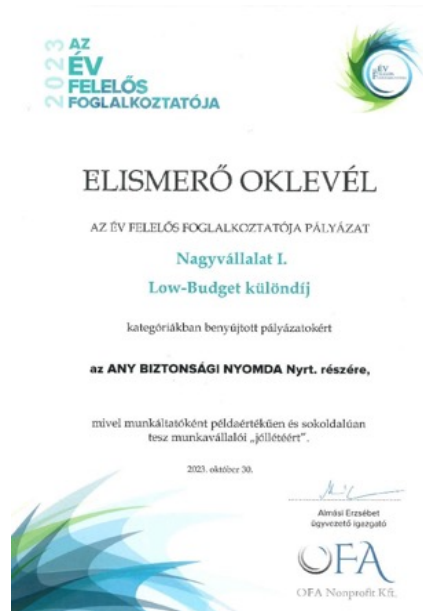 2023 AZ
ÉV
FELELŐS
FOGLALKOZTATÓJA
ÉV
ELISMERŐ OKLEVÉL
AZ ÉV FELELŐS FOGLALKOZTATÓJA PÁLYÁZAT
Nagyvállalat I.
Low-Budget különdíj
kategóriákban benyújtott pályázatokért
az ANY BIZTONSÁGI NYOMDA Nyrt. részére,
mivel munkáltatóként példaértékűen és sokoldalúan
tesz munkavállalói „jóllétéért”.
2023. október 30.
Almási Erzsébet
ügyvezető igazgató
OFA
OFA Nonprofit Kft.